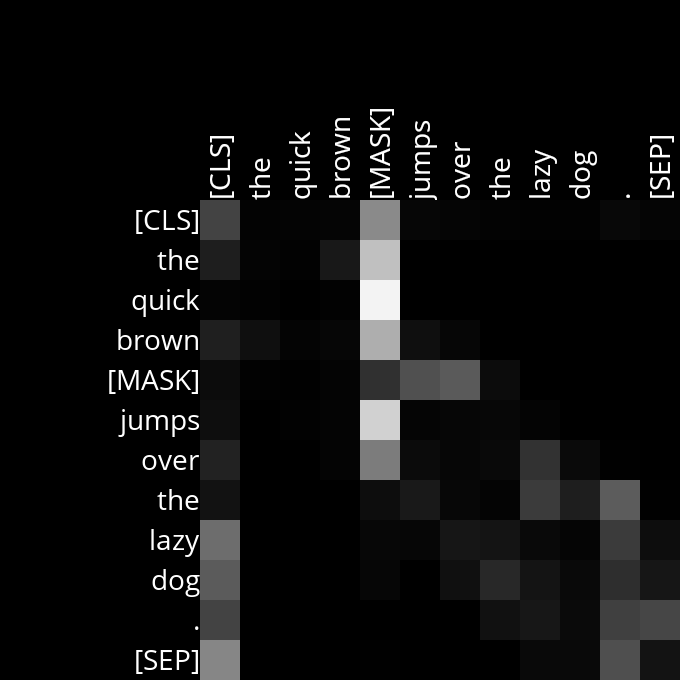 [CLS] the quick brown [MASK] jumps over the lazy dog . [SEP]
[CLS]
the
quick
brown
[MASK]
jumps
over
the
lazy
dog
.
[SEP]